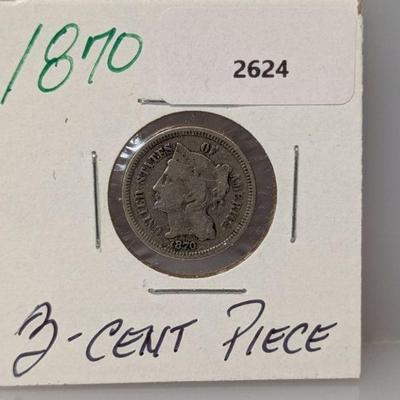 1870
2624
UNITED STATES OF AMERICA
1870
3-CENT PIECE